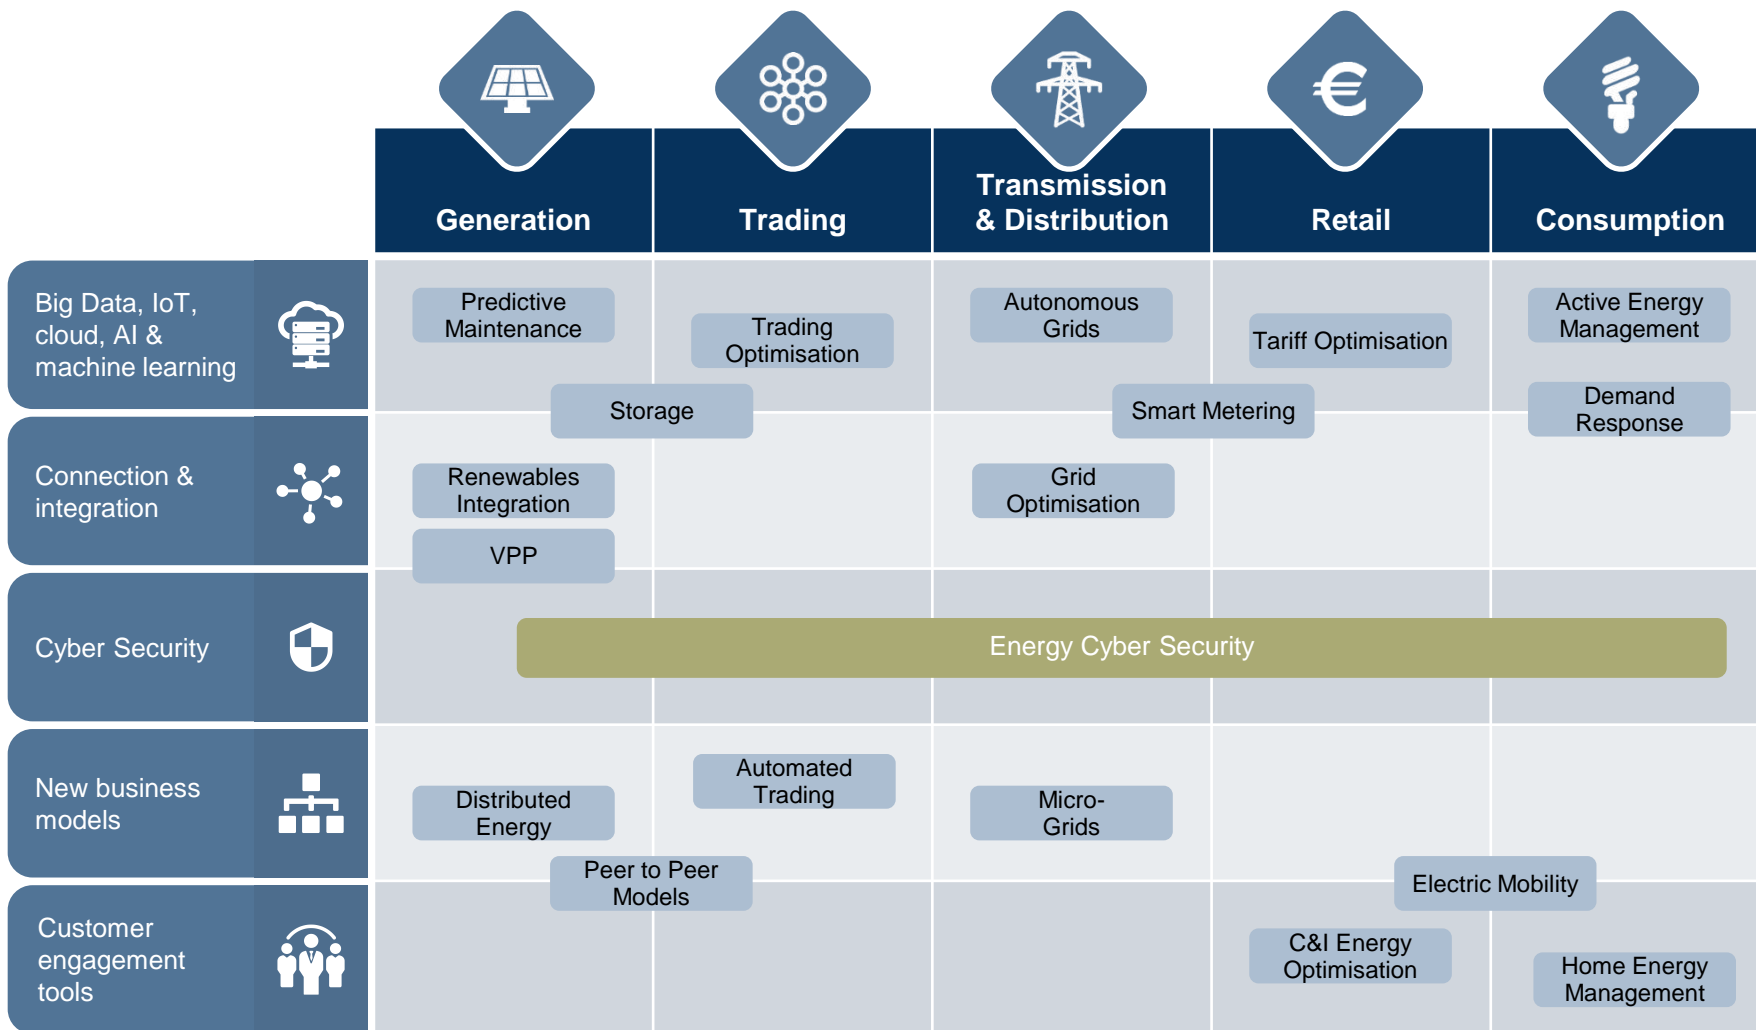 Transmission
& Distribution
Generation
Trading
Retail
Consumption
Big Data, IoT,
cloud, AI &
machine learning
Predictive
Maintenance
Trading
Optimisation
Autonomous
Grids
Tariff Optimisation
Active Energy
Management
Storage
Smart Metering
Demand
Response
Connection &
integration
Renewables
Integration
Grid
Optimisation
VPP
Cyber Security
Energy Cyber Security
New business
models
Distributed
Energy
Automated
Trading
Micro-
Grids
Peer to Peer
Models
Electric Mobility
Customer
engagement
tools
C&I Energy
Optimisation
Home Energy
Management